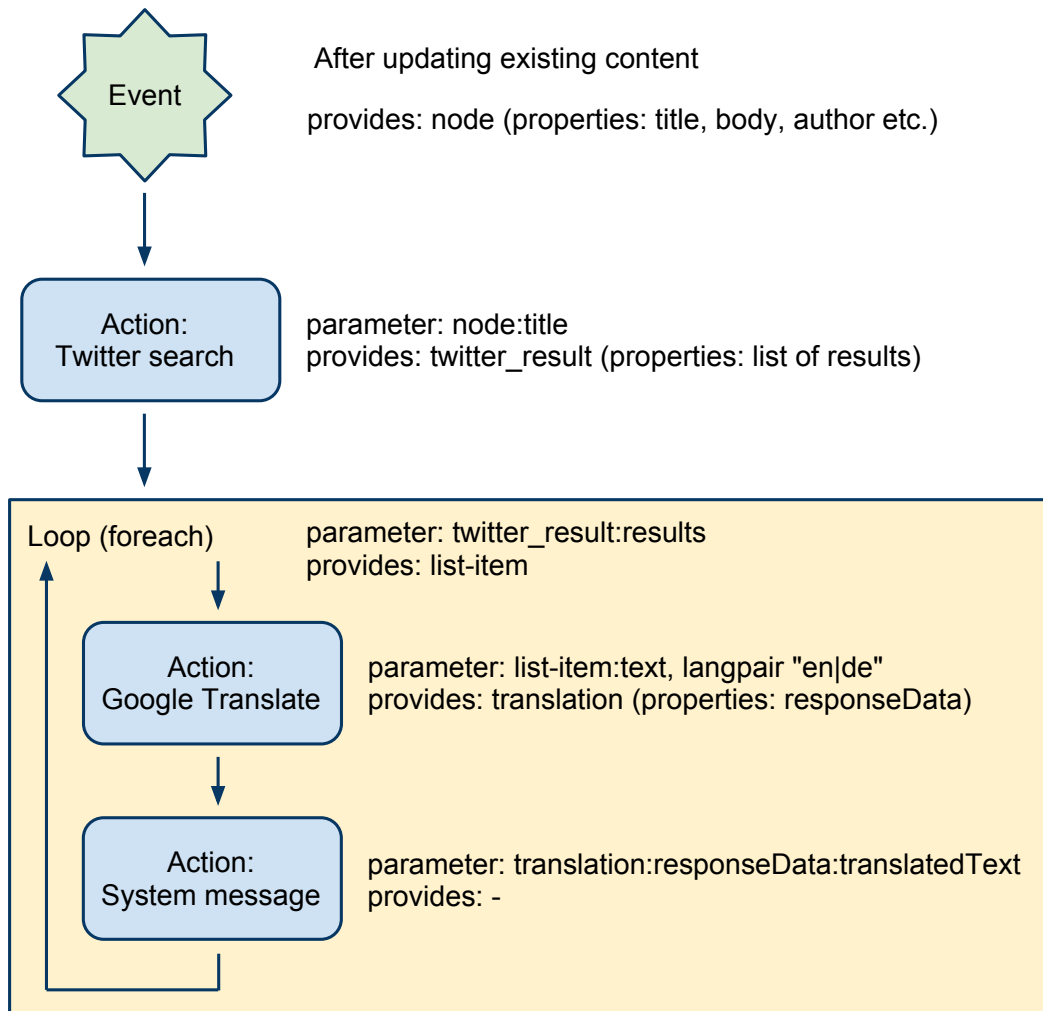 Event
After updating existing content
provides: node (properties: title, body, author etc.)
Action:
Twitter search
parameter: node:title
provides: twitter_result (properties: list of results)
Loop (foreach)
parameter: twitter_result:results
provides: list-item
Action:
Google Translate
parameter: list-item:text, langpair "en|de"
provides: translation (properties: responseData)
Action:
System message
parameter: translation:responseData:translatedText
provides: -